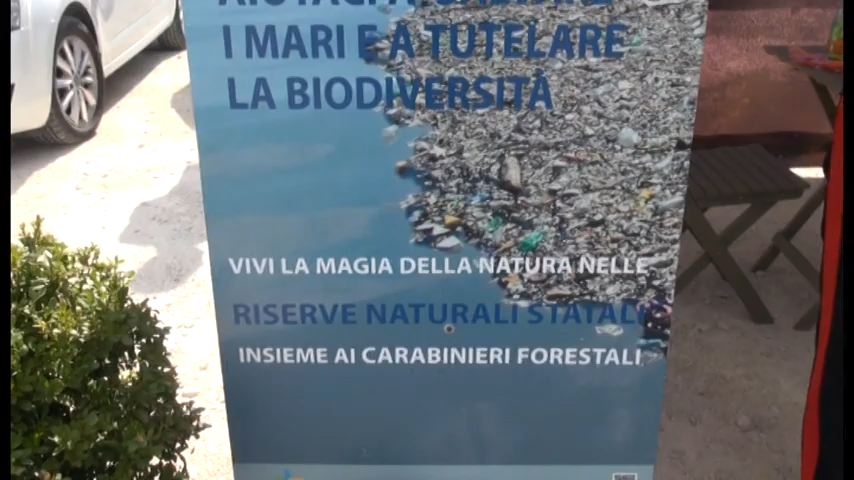 I MARI E A TUTELARE
LA BIODIVERSITÀ
VIVI LA MAGIA DELLA NATURA NELLE
RISERVE NATURALI STATALI
INSIEME AI CARABINIERI FORESTALI